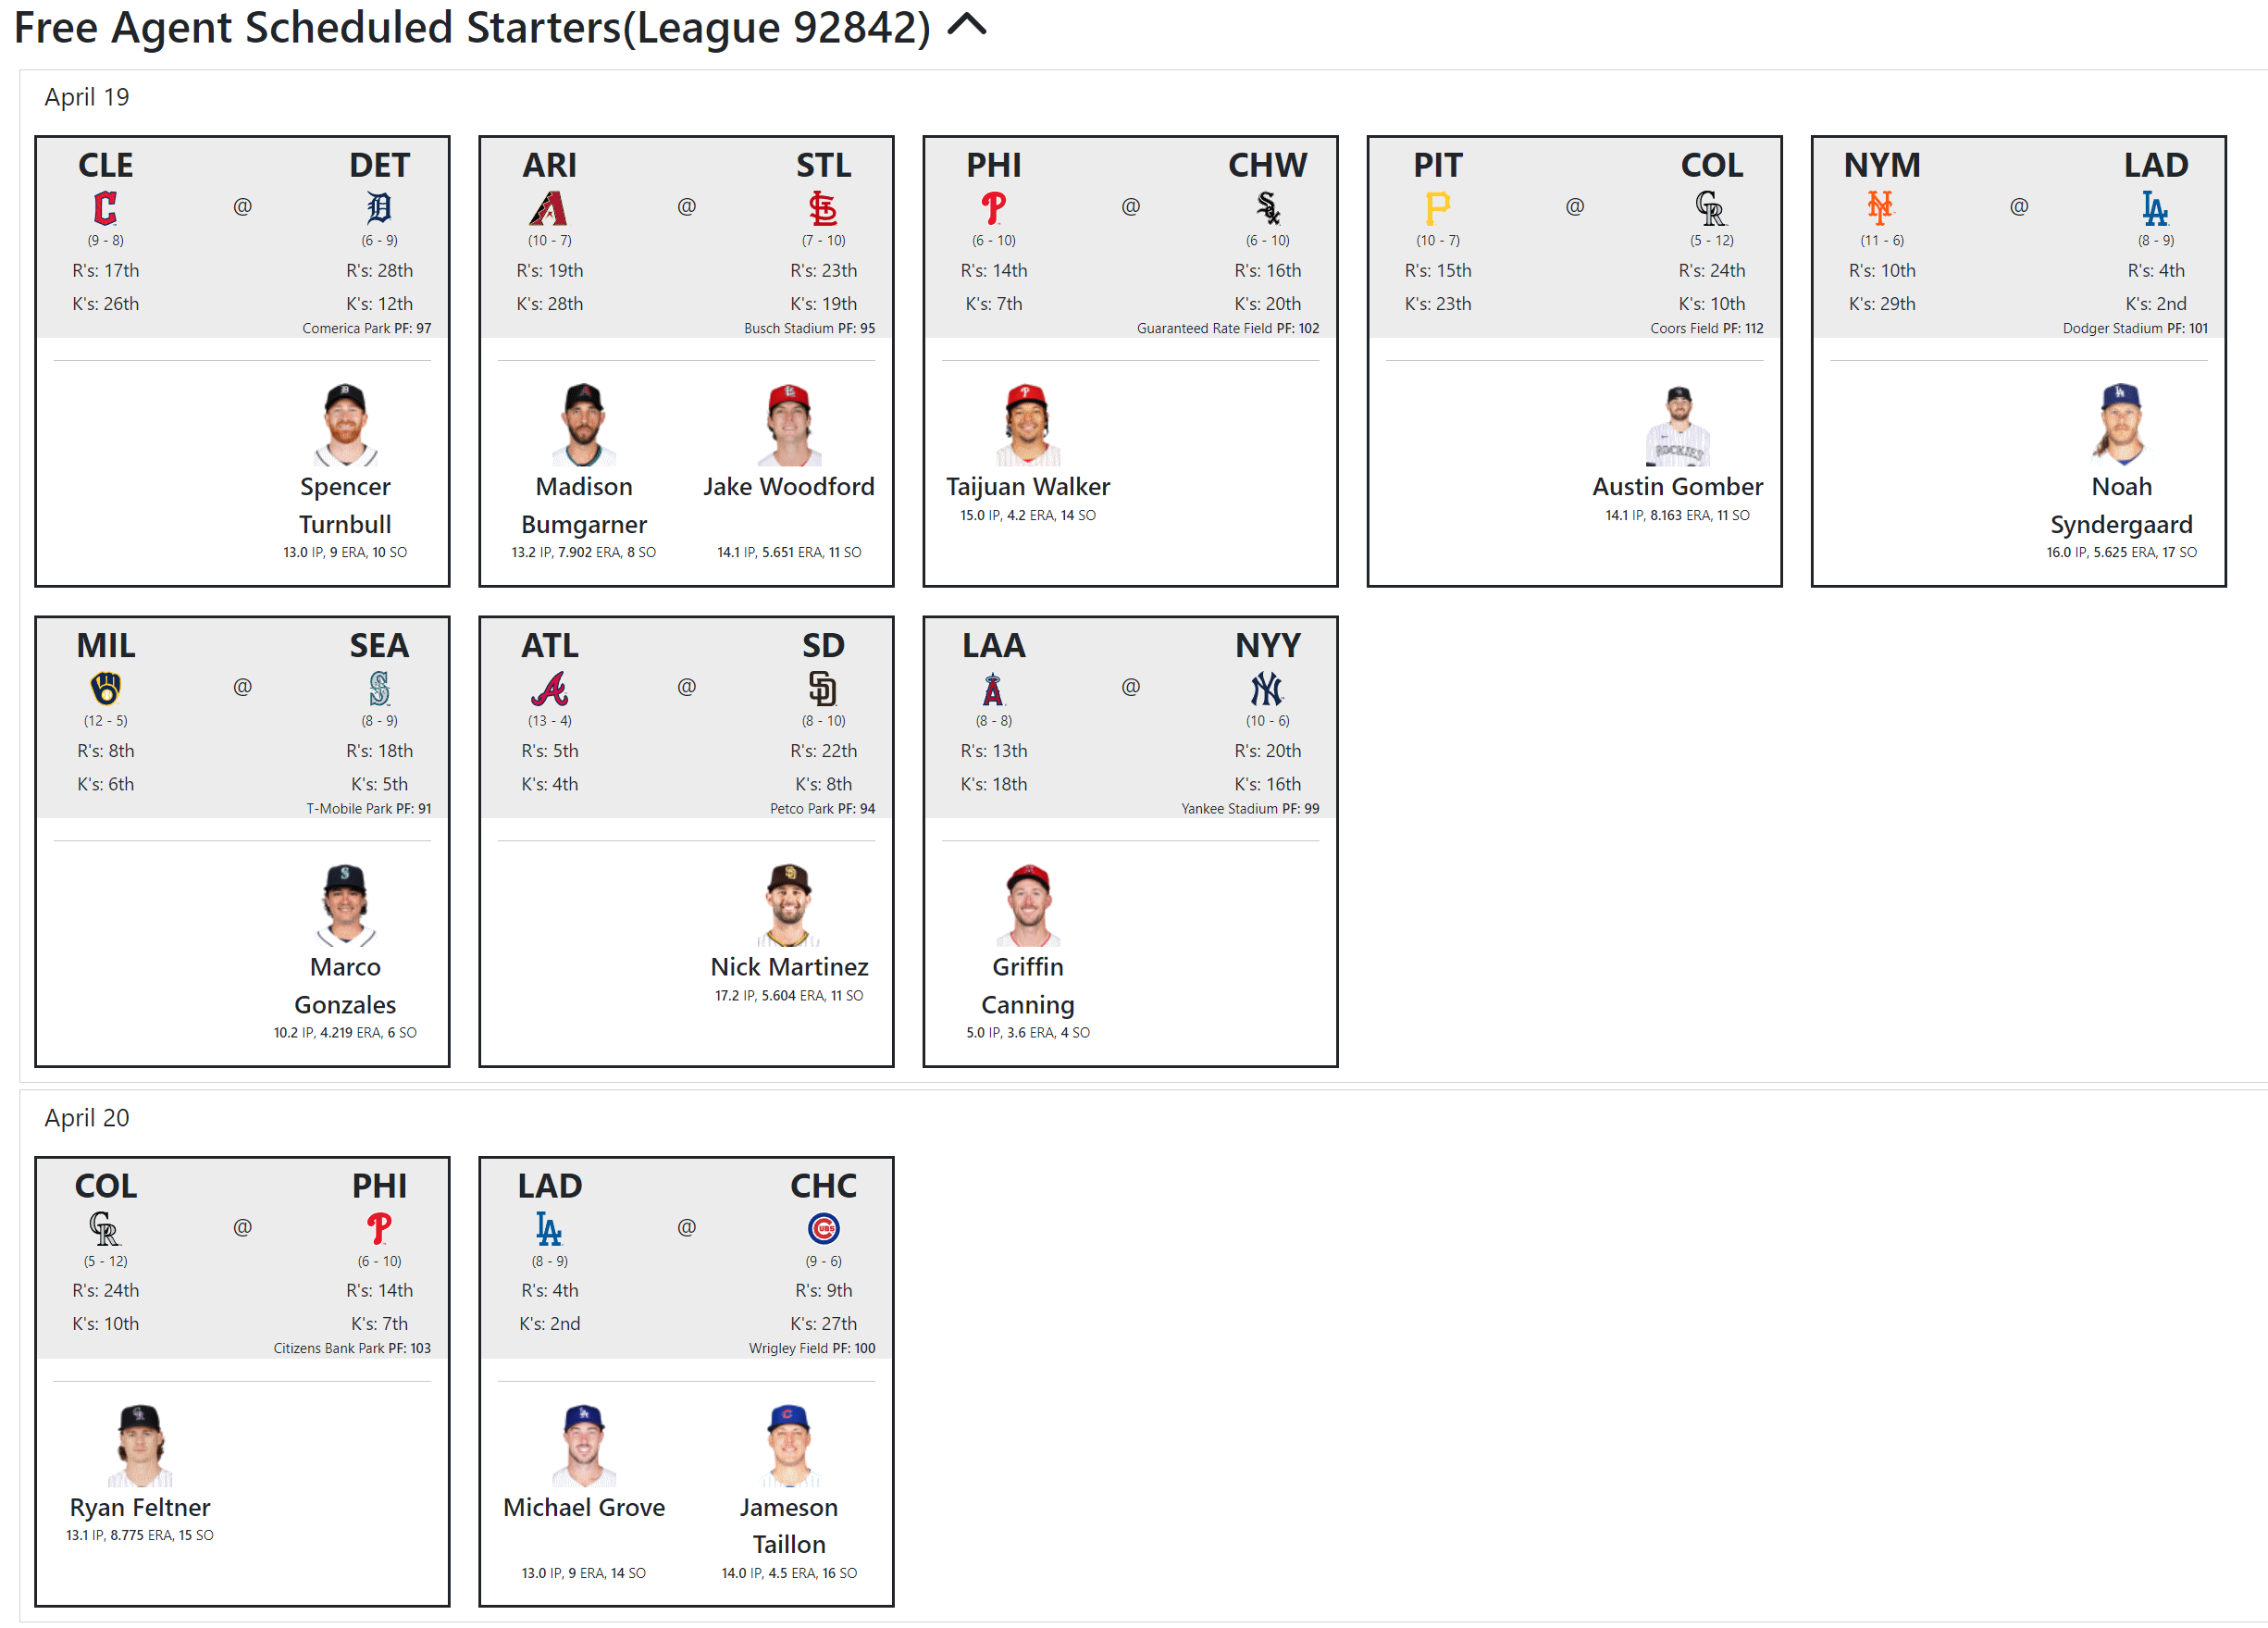 Free Agent Scheduled Starters(League 92842)
April 19
CLE @ DET
(9 - 8) (6 - 9)
R's: 17th R's: 28th
K's: 26th K's: 12th
Comerica Park PF: 97
Spencer
Turnbull
13.0 IP, 9 ERA, 10 SO
ARI @ STL
(10 - 7) (7 - 10)
R's: 19th R's: 23th
K's: 28th K's: 19th
Busch Stadium PF: 95
Madison
Bumgarner
13.2 IP, 7.902 ERA, 8 SO
Jake Woodford
14.1 IP, 5.651 ERA, 11 SO
PHI @ CHW
(6 - 10) (6 - 10)
R's: 14th R's: 16th
K's: 7th K's: 20th
Guaranteed Rate Field PF: 102
Taijuan Walker
15.0 IP, 4.2 ERA, 14 SO
PIT @ COL
(10 - 7) (5 - 12)
R's: 15th R's: 24th
K's: 23th K's: 10th
Coors Field PF: 112
Austin Gomber
14.1 IP, 8.163 ERA, 11 SO
NYM @ LAD
(11 - 6) (8 - 9)
R's: 10th R's: 4th
K's: 29th K's: 2nd
Dodger Stadium PF: 101
Noah
Syndergaard
16.0 IP, 5.625 ERA, 17 SO
MIL @ SEA
(12 - 5) (8 - 9)
R's: 8th R's: 18th
K's: 6th K's: 5th
T-Mobile Park PF: 91
Marco
Gonzales
10.2 IP, 4.219 ERA, 6 SO
ATL @ SD
(13 - 4) (8 - 10)
R's: 5th R's: 22th
K's: 4th K's: 8th
Petco Park PF: 94
Nick Martinez
17.2 IP, 5.604 ERA, 11 SO
LAA @ NYY
(8 - 8) (10 - 6)
R's: 13th R's: 20th
K's: 18th K's: 16th
Yankee Stadium PF: 99
Griffin
Canning
5.0 IP, 3.6 ERA, 4 SO
April 20
COL @ PHI
(5 - 12) (6 - 10)
R's: 24th R's: 14th
K's: 10th K's: 7th
Citizens Bank Park PF: 103
Ryan Feltner
13.1 IP, 8.775 ERA, 15 SO
LAD @ CHC
(8 - 9) (9 - 6)
R's: 4th R's: 9th
K's: 2nd K's: 27th
Wrigley Field PF: 100
Michael Grove
13.0 IP, 9 ERA, 14 SO
Jameson
Taillon
14.0 IP, 4.5 ERA, 16 SO